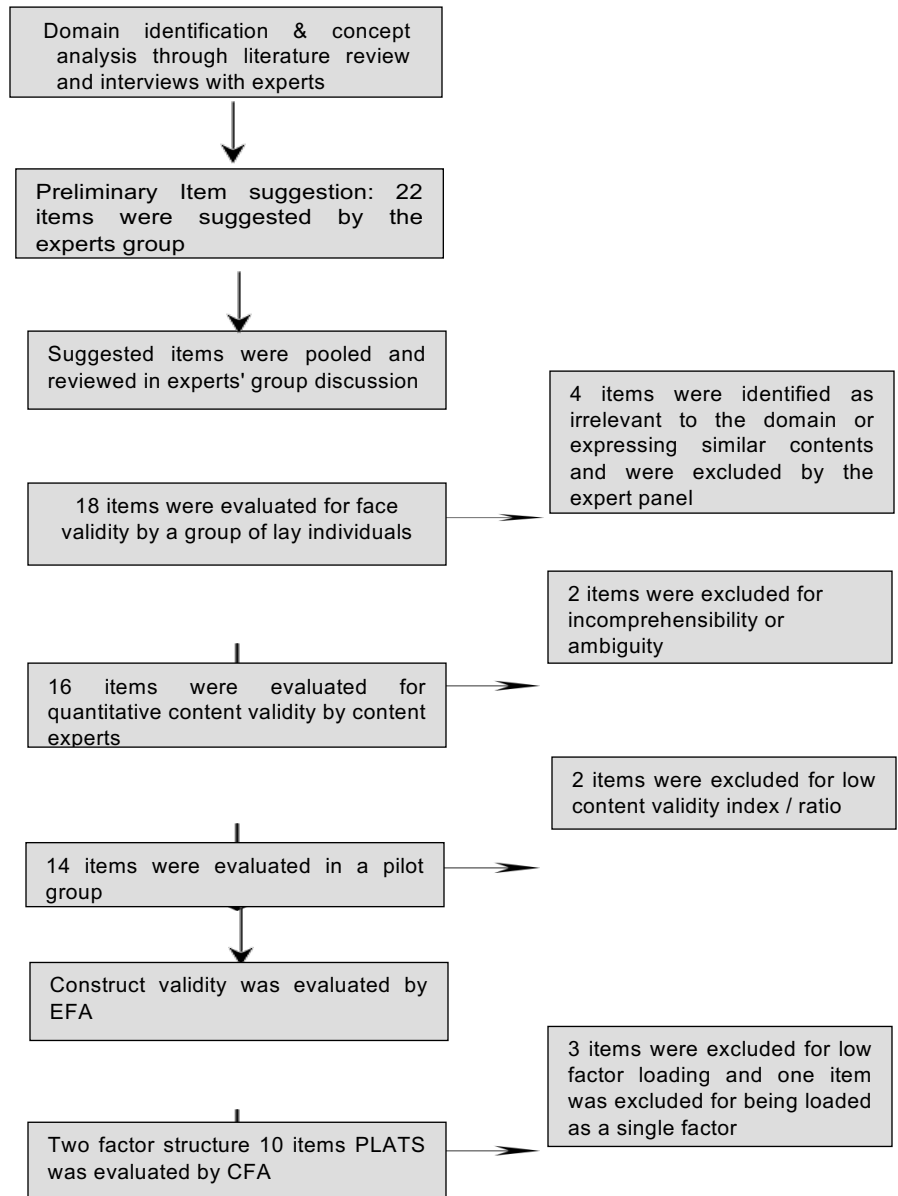 Domain identification & concept
analysis through literature review
and interviews with experts
Preliminary Item suggestion: 22
items were suggested by the
experts group
Suggested items were pooled and
reviewed in experts' group discussion
4 items were identified as
irrelevant to the domain or
expressing similar contents
and were excluded by the
expert panel
18 items were evaluated for face
validity by a group of lay individuals
2 items were excluded for
incomprehensibility or
ambiguity
16 items were evaluated for
quantitative content validity by content
experts
2 items were excluded for low
content validity index / ratio
14 items were evaluated in a pilot
group
Construct validity was evaluated by
EFA
3 items were excluded for low
factor loading and one item
was excluded for being loaded
as a single factor
Two factor structure 10 items PLATS
was evaluated by CFA